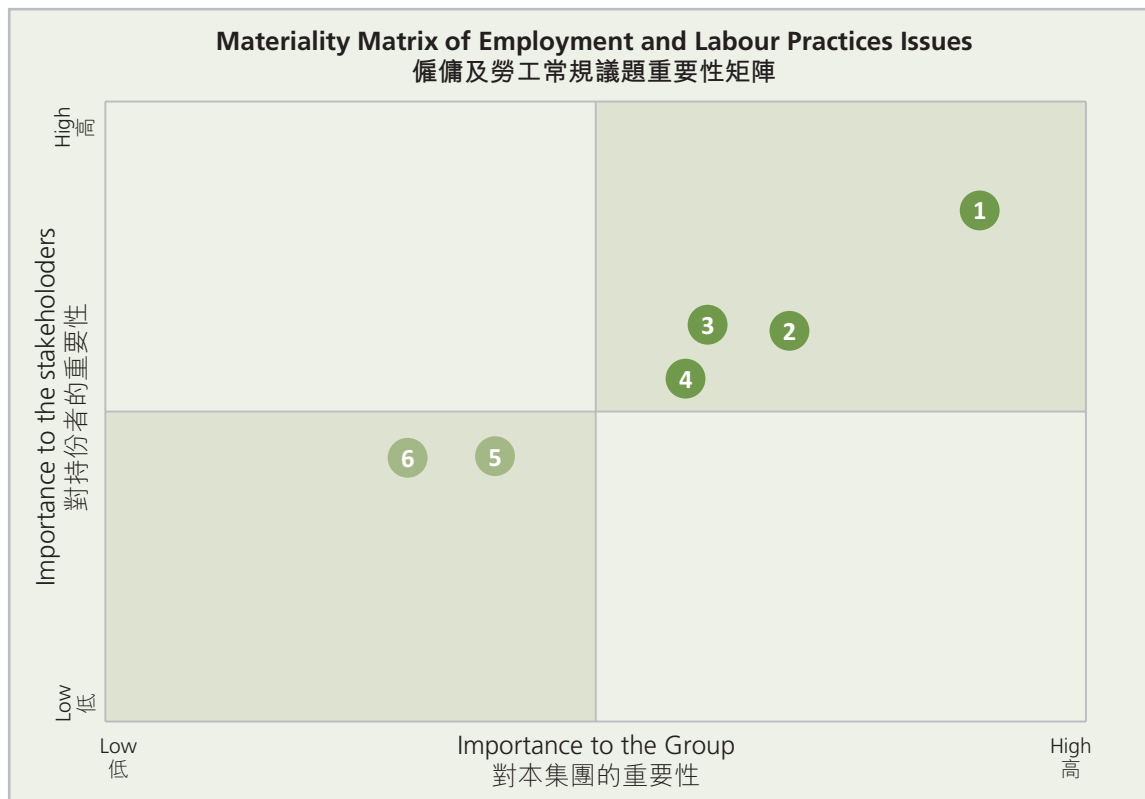 Materiality Matrix of Employment and Labour Practices Issues
僱傭及勞工常規議題重要性矩陣
High
高
Importance to the stakeholoders
對持份者的重要性
1
3
2
4
6
5
Low
低
Low
低
Importance to the Group
對本集團的重要性
High
高